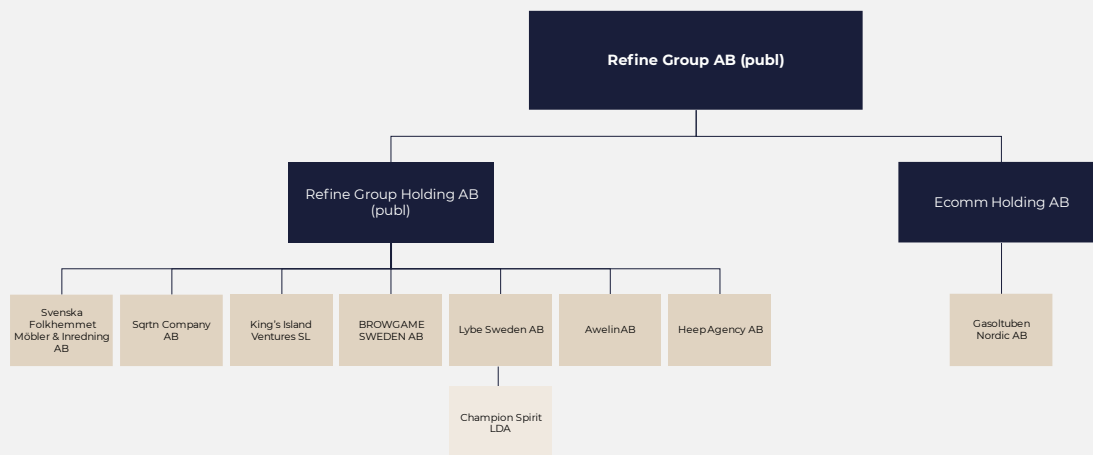 Refine Group AB (publ)
Refine Group Holding AB
(publ)
Ecomm Holding AB
Svenska
Folkhemmet
Möbler & Inredning
AB
Sqrtn Company
AB
King's Island
Ventures SL
BROWGAME
SWEDEN AB
Lybe Sweden AB
AwelinAB
HeepAgency AB
Gasoltuben
Nordic AB
Champion Spirit
LDA